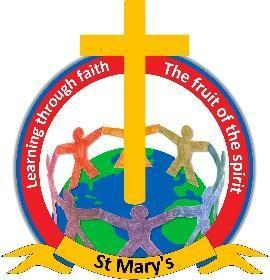 Learning through faith
The fruit of the spirit
St Mary's